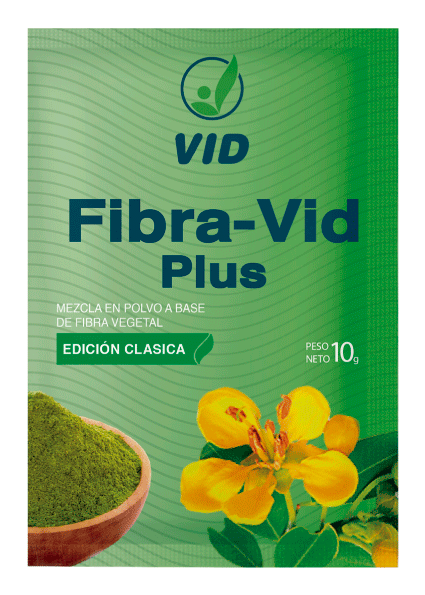 VID
Fibra-Vid
Plus
MEZCLA EN POLVO A BASE
DE FIBRA VEGETAL
EDICIÓN CLASICA
PESO
NETO 10g